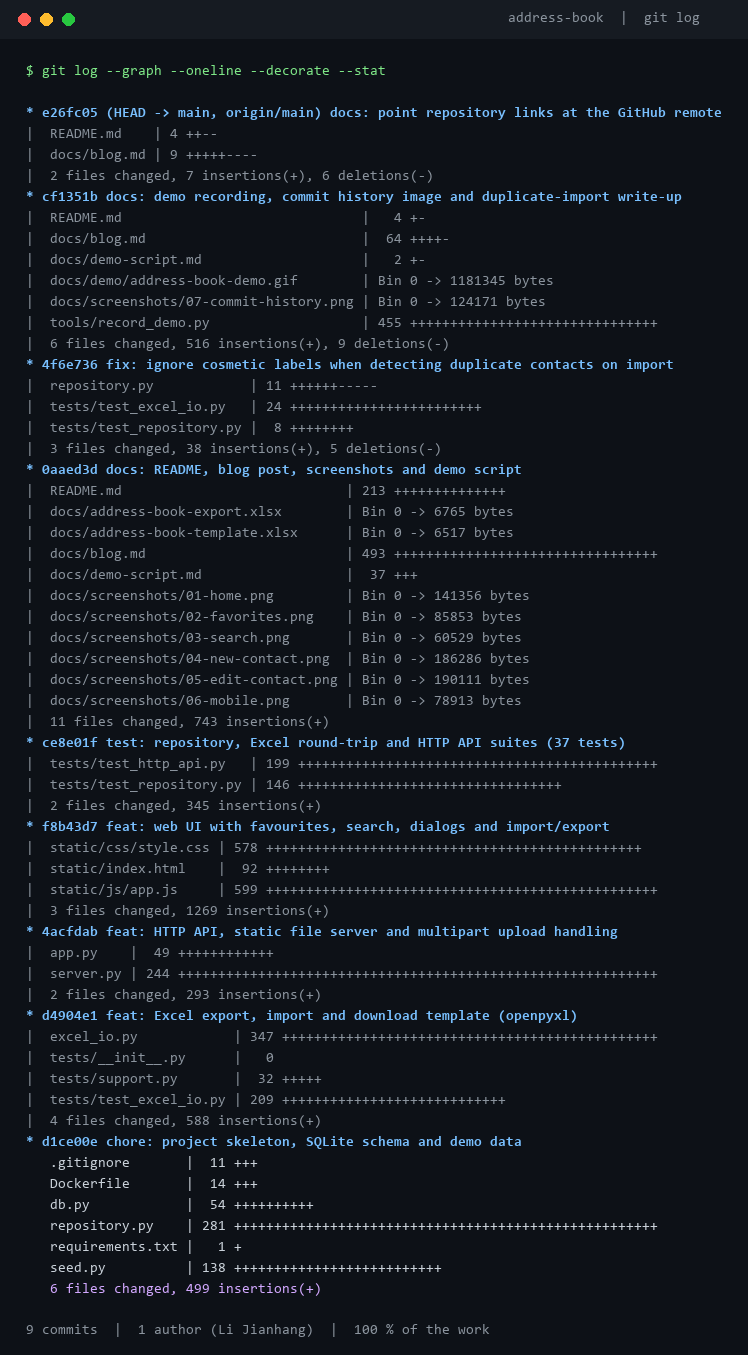 address-book  |  git log
$ git log --graph --oneline --decorate --stat
* e26fc05 (HEAD -> main, origin/main) docs: point repository links at the GitHub remote
|  README.md    | 4 ++--
|  docs/blog.md | 9 +++++----
|  2 files changed, 7 insertions(+), 6 deletions(-)
* cf1351b docs: demo recording, commit history image and duplicate-import write-up
|  README.md                              |   4 +-
|  docs/blog.md                           |  64 ++++-
|  docs/demo-script.md                    |   2 +-
|  docs/demo/address-book-demo.gif        | Bin 0 -> 1181345 bytes
|  docs/screenshots/07-commit-history.png | Bin 0 -> 124171 bytes
|  tools/record_demo.py                   | 455 +++++++++++++++++++++++++++++++
|  6 files changed, 516 insertions(+), 9 deletions(-)
* 4f6e736 fix: ignore cosmetic labels when detecting duplicate contacts on import
|  repository.py            | 11 ++++++-----
|  tests/test_excel_io.py   | 24 ++++++++++++++++++++++++
|  tests/test_repository.py |  8 ++++++++
|  3 files changed, 38 insertions(+), 5 deletions(-)
* 0aaed3d docs: README, blog post, screenshots and demo script
|  README.md                            | 213 ++++++++++++++
|  docs/address-book-export.xlsx        | Bin 0 -> 6765 bytes
|  docs/address-book-template.xlsx      | Bin 0 -> 6517 bytes
|  docs/blog.md                         | 493 +++++++++++++++++++++++++++++++++
|  docs/demo-script.md                  |  37 +++
|  docs/screenshots/01-home.png         | Bin 0 -> 141356 bytes
|  docs/screenshots/02-favorites.png    | Bin 0 -> 85853 bytes
|  docs/screenshots/03-search.png       | Bin 0 -> 60529 bytes
|  docs/screenshots/04-new-contact.png  | Bin 0 -> 186286 bytes
|  docs/screenshots/05-edit-contact.png | Bin 0 -> 190111 bytes
|  docs/screenshots/06-mobile.png       | Bin 0 -> 78913 bytes
|  11 files changed, 743 insertions(+)
* ce8e01f test: repository, Excel round-trip and HTTP API suites (37 tests)
|  tests/test_http_api.py   | 199 +++++++++++++++++++++++++++++++++++++++++++++
|  tests/test_repository.py | 146 +++++++++++++++++++++++++++++++++
|  2 files changed, 345 insertions(+)
* f8b43d7 feat: web UI with favourites, search, dialogs and import/export
|  static/css/style.css | 578 +++++++++++++++++++++++++++++++++++++++++++++++
|  static/index.html    |  92 ++++++++
|  static/js/app.js     | 599 +++++++++++++++++++++++++++++++++++++++++++++++++
|  3 files changed, 1269 insertions(+)
* 4acfdab feat: HTTP API, static file server and multipart upload handling
|  app.py    |  49 ++++++++++++
|  server.py | 244 ++++++++++++++++++++++++++++++++++++++++++++++++++++++++++++
|  2 files changed, 293 insertions(+)
* d4904e1 feat: Excel export, import and download template (openpyxl)
|  excel_io.py            | 347 +++++++++++++++++++++++++++++++++++++++++++++++
|  tests/__init__.py      |   0
|  tests/support.py       |  32 +++++
|  tests/test_excel_io.py | 209 ++++++++++++++++++++++++++++
|  4 files changed, 588 insertions(+)
* d1ce00e chore: project skeleton, SQLite schema and demo data
   .gitignore       |  11 +++
   Dockerfile       |  14 +++
   db.py            |  54 ++++++++++
   repository.py    | 281 +++++++++++++++++++++++++++++++++++++++++++++++++++++
   requirements.txt |   1 +
   seed.py          | 138 ++++++++++++++++++++++++++
   6 files changed, 499 insertions(+)
9 commits  |  1 author (Li Jianhang)  |  100 % of the work